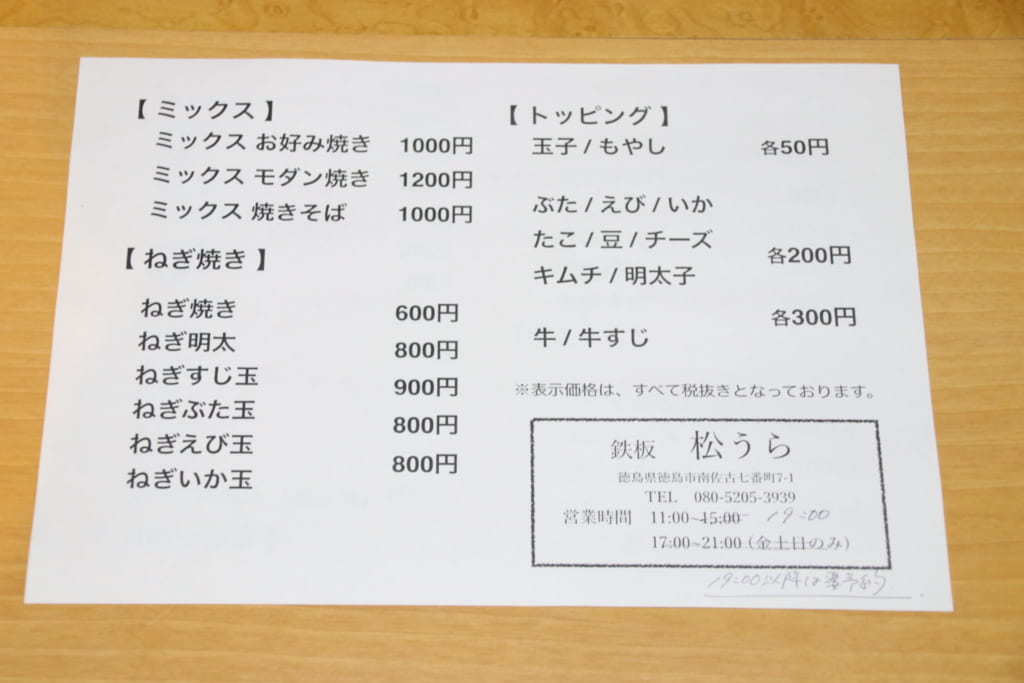 【 ミックス 】
ミックス お好み焼き 1000円
ミックス モダン焼き 1200円
ミックス 焼きそば 1000円
【 ねぎ焼き 】
ねぎ焼き 600円
ねぎ明太 800円
ねぎすじ玉 900円
ねぎぶた玉 800円
ねぎえび玉 800円
ねぎいか玉
【 トッピング 】
玉子 / もやし 各50円
ぶた / えび / いか
たこ / 豆 / チーズ 各200円
キムチ / 明太子
各300円
牛 / 牛すじ
※表示価格は、すべて税抜きとなっております。
鉄板 松うら
徳島県徳島市南佐古七番町7-1
TEL 080-5205-3939
営業時間 11:00~15:00 19:00
17:00~21:00 (金土日のみ)
19:00以降は要予約